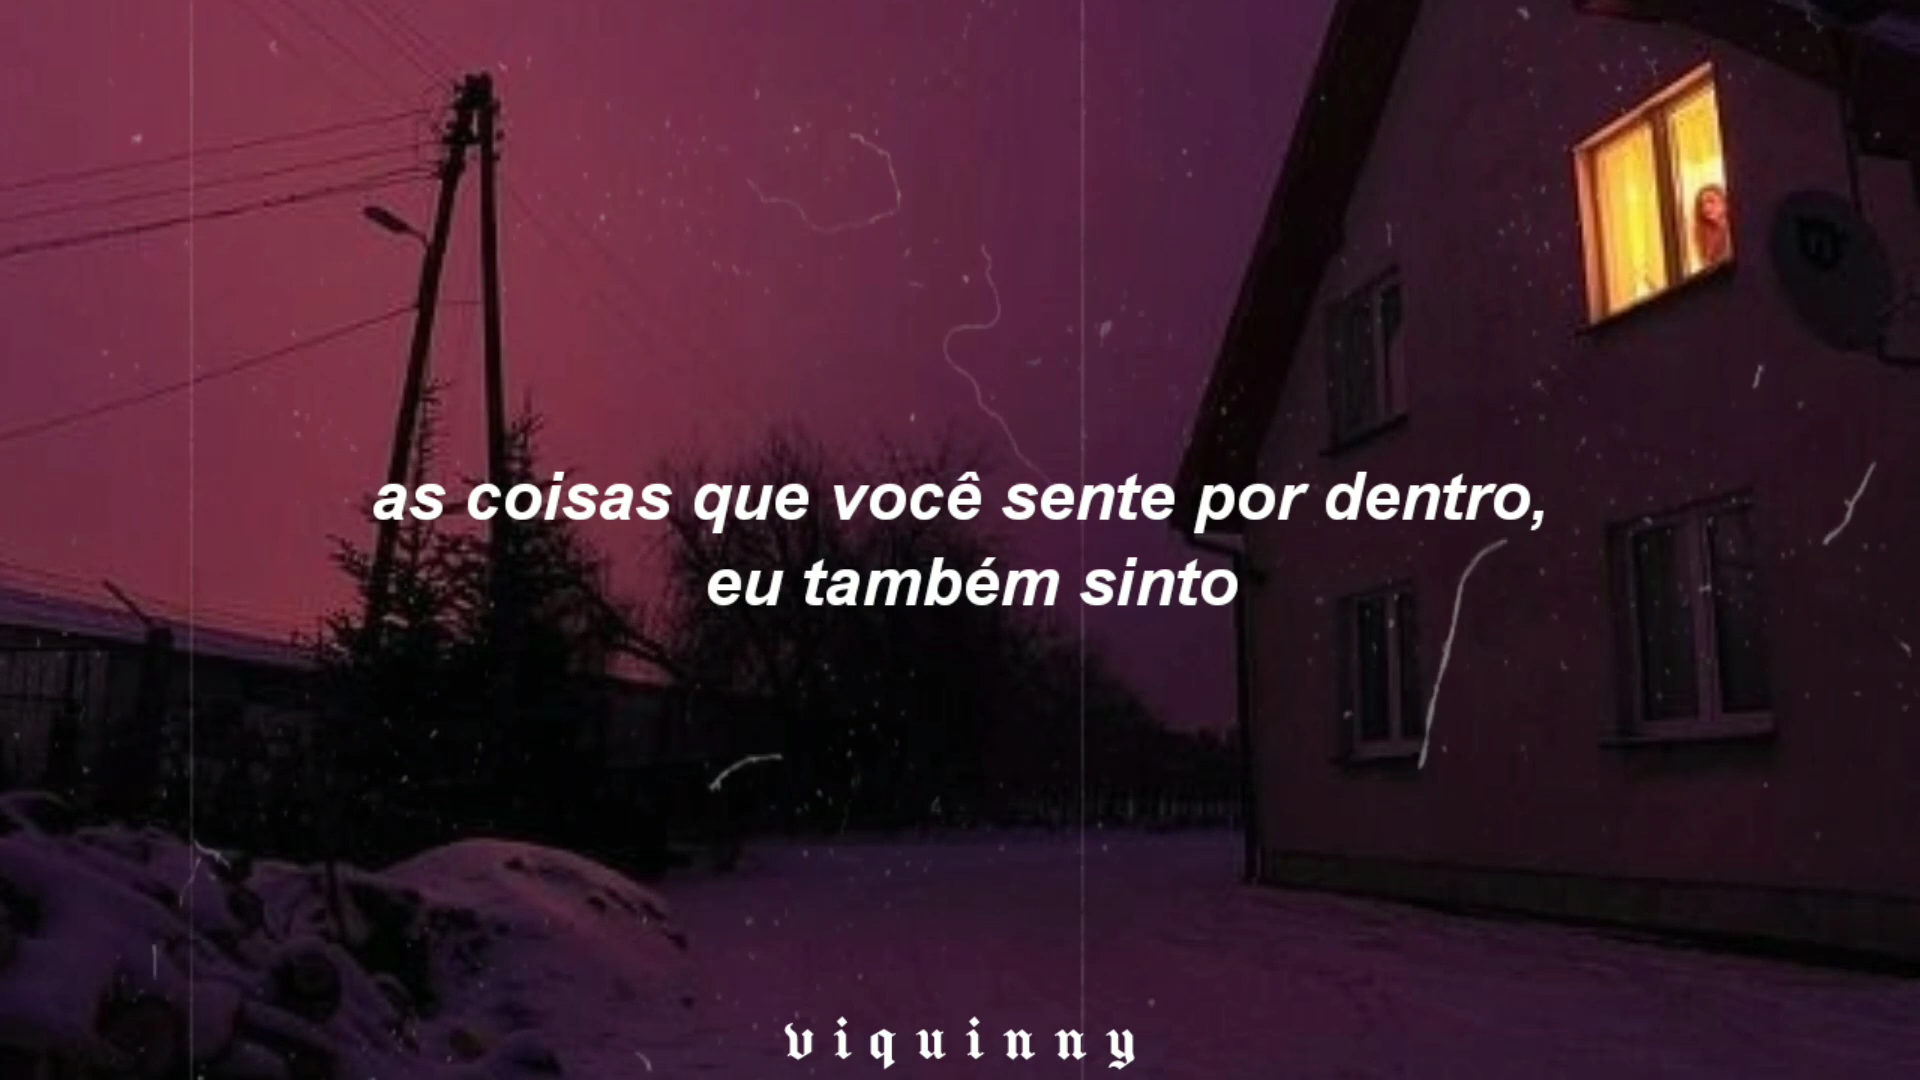 as coisas que você sente por dentro,
eu também sinto
viquinny